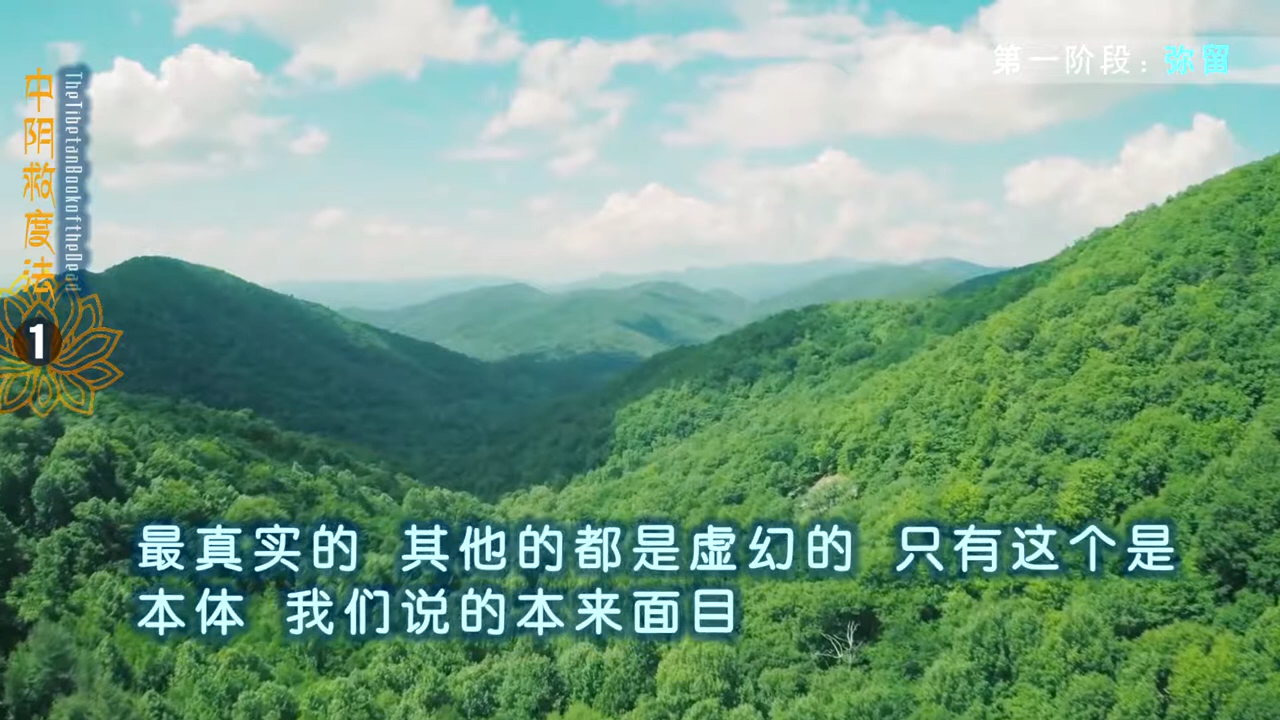 第一阶段：弥留
中阴救度法
TheTibetanBookoftheDead
1
最真实的 其他的都是虚幻的 只有这个是
本体 我们说的本来面目